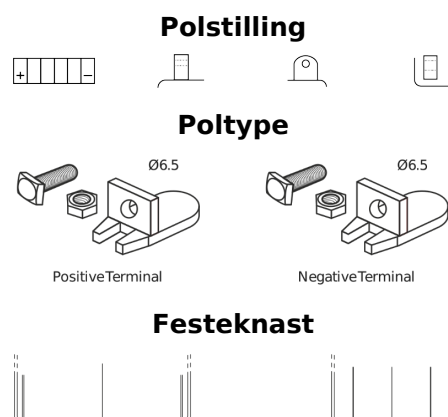 Polstilling
+ –
Poltype
Ø6.5 Ø6.5
PositiveTerminal NegativeTerminal
Festeknast